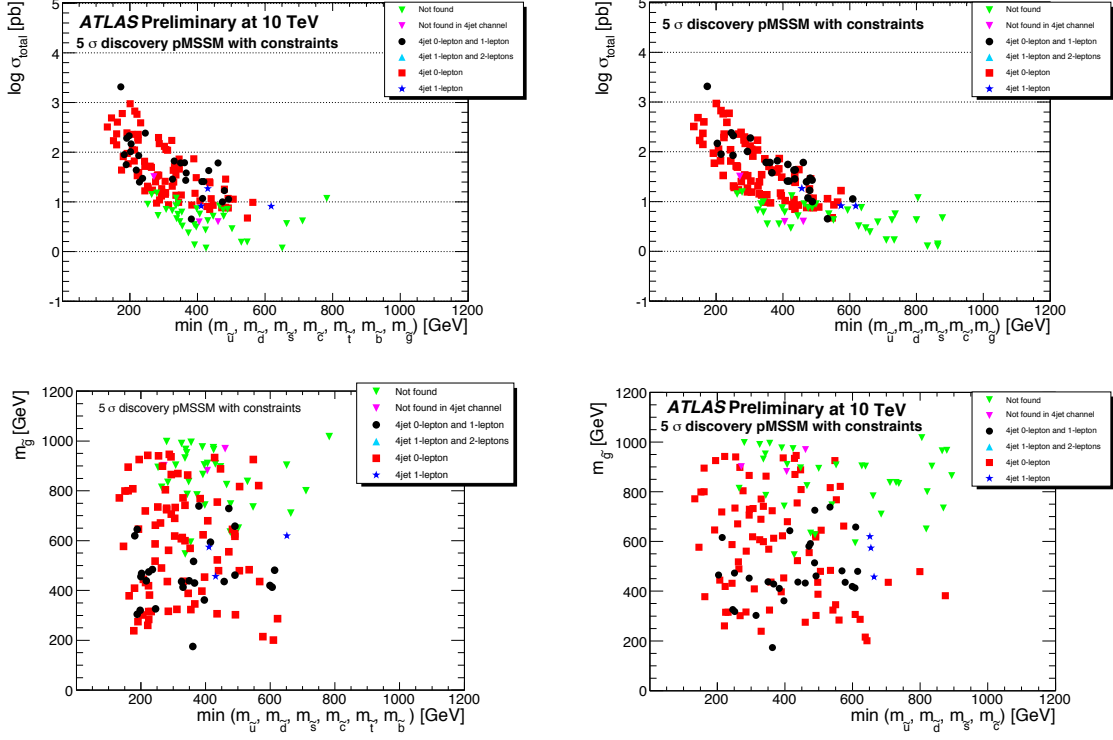 log σtotal [pb]
5
4
3
2
1
0
-1
ATLAS Preliminary at 10 TeV
5 σ discovery pMSSM with constraints
Not found
Not found in 4jet channel
4jet 0-lepton and 1-lepton
4jet 1-lepton and 2-leptons
4jet 0-lepton
4jet 1-lepton
200 400 600 800 1000 1200
min (mũ, md̃, ms̃, mc̃, mt̃, mb̃, mg̃) [GeV]
log σtotal [pb]
5
4
3
2
1
0
-1
5 σ discovery pMSSM with constraints
Not found
Not found in 4jet channel
4jet 0-lepton and 1-lepton
4jet 1-lepton and 2-leptons
4jet 0-lepton
4jet 1-lepton
200 400 600 800 1000 1200
min (mũ,md̃,ms̃,mc̃,mg̃) [GeV]
mg̃ [GeV]
1200
1000
800
600
400
200
0
5 σ discovery pMSSM with constraints
Not found
Not found in 4jet channel
4jet 0-lepton and 1-lepton
4jet 1-lepton and 2-leptons
4jet 0-lepton
4jet 1-lepton
200 400 600 800 1000 1200
min (mũ, md̃, ms̃, mc̃, mt̃, mb̃ ) [GeV]
mg̃ [GeV]
1200
1000
800
600
400
200
0
ATLAS Preliminary at 10 TeV
5 σ discovery pMSSM with constraints
Not found
Not found in 4jet channel
4jet 0-lepton and 1-lepton
4jet 1-lepton and 2-leptons
4jet 0-lepton
4jet 1-lepton
200 400 600 800 1000 1200
min (mũ, md̃, ms̃, mc̃) [GeV]